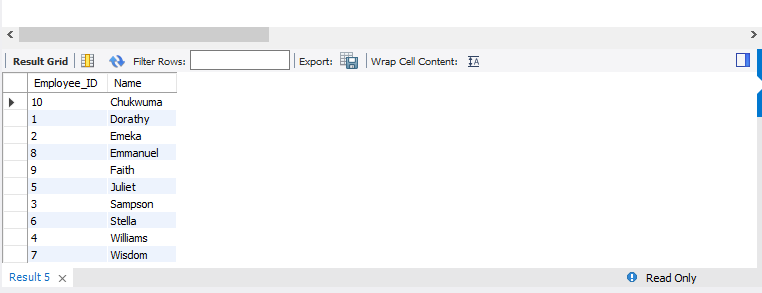 Result Grid Filter Rows: Export: Wrap Cell Content:
Employee_ID Name
10 Chukwuma
1 Dorathy
2 Emeka
8 Emmanuel
9 Faith
5 Juliet
3 Sampson
6 Stella
4 Williams
7 Wisdom
Result 5 Read Only